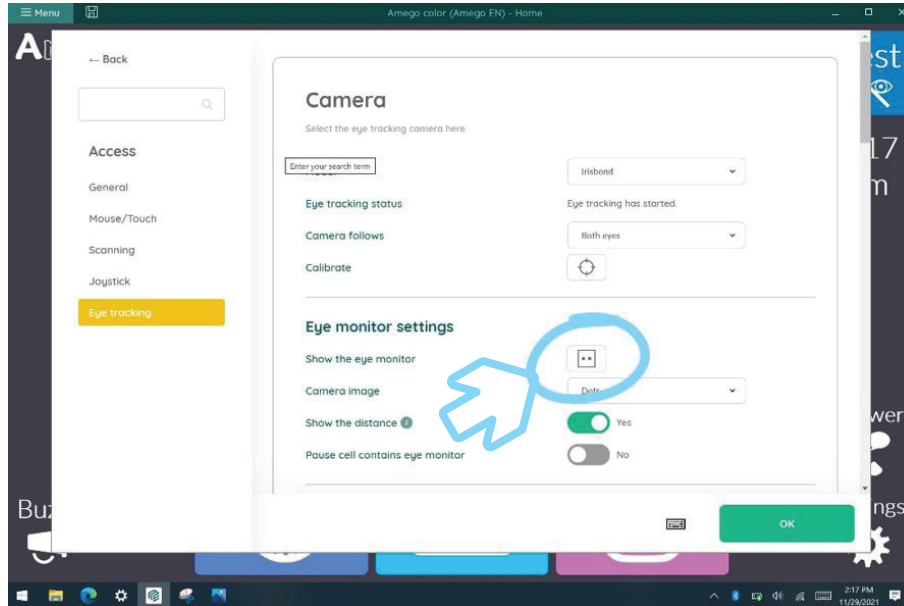 Menu
Amego color (Amego EN) - Home
← Back
Camera
Select the eye tracking camera here.
Access
Enter your search term
Irisbond
General
Eye tracking status
Eye tracking has started.
Mouse/Touch
Camera follows
Both eyes
Scanning
Calibrate
Joystick
Eye tracking
Eye monitor settings
Show the eye monitor
Camera image
Dots
Show the distance
Yes
Pause cell contains eye monitor
No
OK
17
2:17 PM
11/29/2021